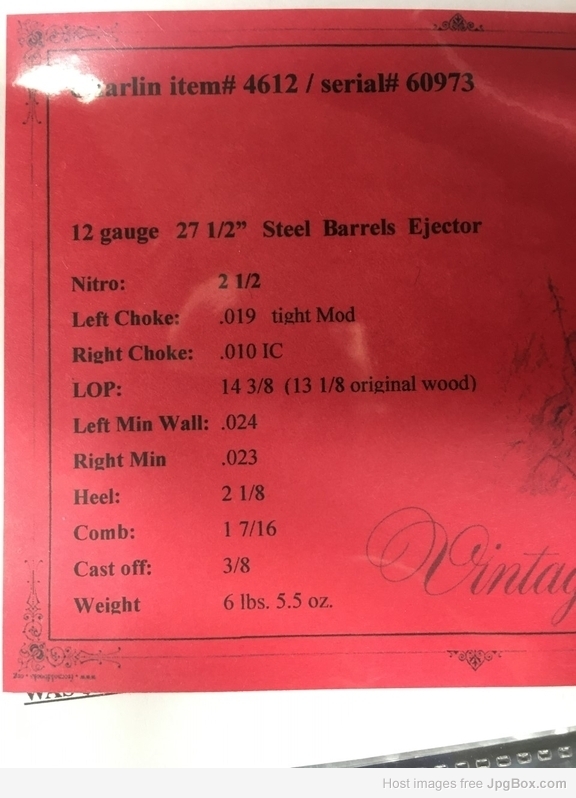 Charlin item# 4612 / serial# 60973
12 gauge 27 1/2” Steel Barrels Ejector
Nitro: 2 1/2
Left Choke: .019 tight Mod
Right Choke: .010 IC
LOP: 14 3/8 (13 1/8 original wood)
Left Min Wall: .024
Right Min .023
Heel: 2 1/8
Comb: 1 7/16
Cast off: 3/8
Weight 6 lbs. 5.5 oz.
Host images free JpgBox.com